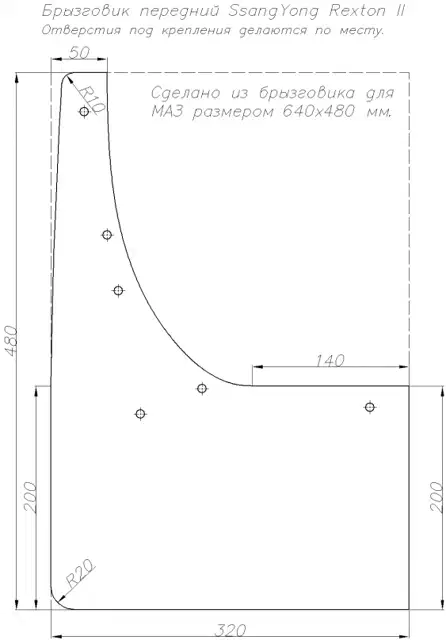 Брызговик передний SsangYong Rexton II
Отверстия под крепления делаются по месту.
50
R10
Сделано из брызговика для
МАЗ размером 640x480 мм.
480
140
200
200
R20
320